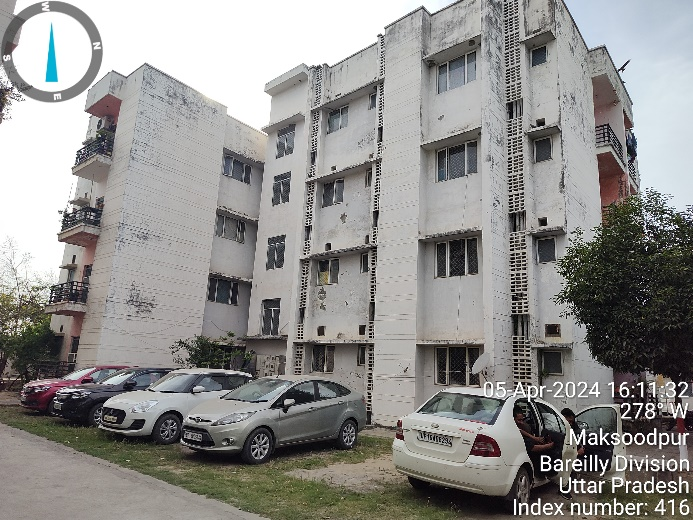 W
N
S
E
05-Apr-2024 16:11:32
278° W
Maksoodpur
Bareilly Division
Uttar Pradesh
Index number: 416